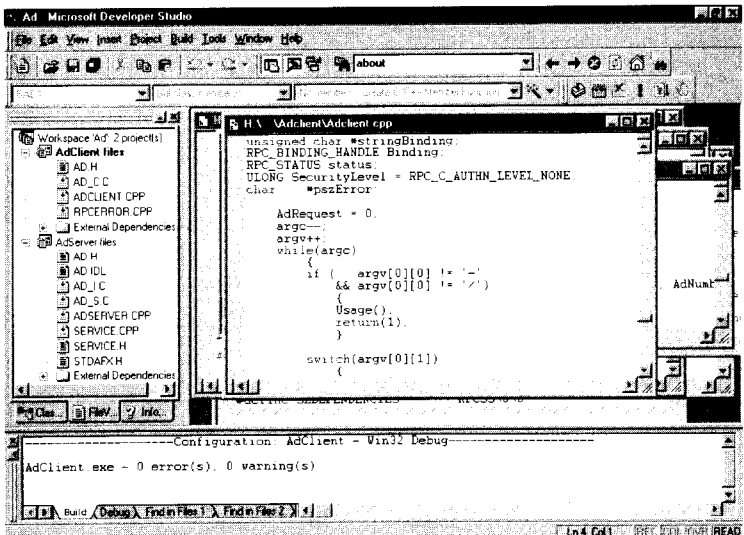 Ad Microsoft Developer Studio
File Edit View Insert Project Build Tools Window Help
about
Workspace 'Ad' 2 project(s)
AdClient files
AD.H
AD_C.C
ADCLIENT.CPP
RPCERROR.CPP
External Dependencies
AdServer files
AD.H
AD.IDL
AD_I.C
AD_S.C
ADSERVER.CPP
SERVICE.CPP
SERVICE.H
STDAFX.H
External Dependencies
Clas... FileV... Info...
H:\ \Adclient\Adclient.cpp
unsigned char *stringBinding;
RPC_BINDING_HANDLE Binding;
RPC_STATUS status;
ULONG SecurityLevel = RPC_C_AUTHN_LEVEL_NONE;
char *pszError
AdRequest = 0;
argc--;
argv++;
while(argc)
{
if ( argv[0][0] != '-'
&& argv[0][0] != '/')
{
Usage();
return(1);
}
switch(argv[0][1])
{
AdNumb
Configuration: AdClient - Win32 Debug
AdClient.exe - 0 error(s), 0 warning(s)
Build Debug Find in Files 1 Find in Files 2
Ln 4, Col 1 REC COL OVR READ